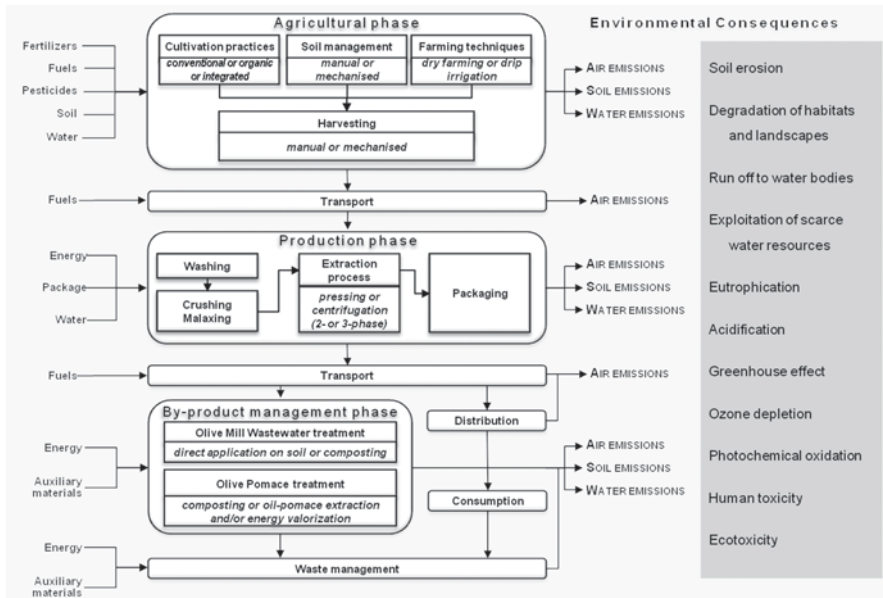 Agricultural phase
Environmental Consequences
Fertilizers
Fuels
Pesticides
Soil
Water
Cultivation practices
conventional or organic
or integrated
Soil management
manual or
mechanised
Farming techniques
dry farming or drip
irrigation
Harvesting
manual or mechanised
AIR EMISSIONS
SOIL EMISSIONS
WATER EMISSIONS
Fuels
Transport
AIR EMISSIONS
Production phase
Energy
Package
Water
Washing
Crushing
Malaxing
Extraction
process
pressing or
centrifugation
(2- or 3-phase)
Packaging
AIR EMISSIONS
SOIL EMISSIONS
WATER EMISSIONS
Fuels
Transport
AIR EMISSIONS
By-product management phase
Distribution
Olive Mill Wastewater treatment
direct application on soil or composting
Energy
Auxiliary
materials
Olive Pomace treatment
composting or oil-pomace extraction
and/or energy valorization
Consumption
AIR EMISSIONS
SOIL EMISSIONS
WATER EMISSIONS
Energy
Auxiliary
materials
Waste management
Soil erosion
Degradation of habitats
and landscapes
Run off to water bodies
Exploitation of scarce
water resources
Eutrophication
Acidification
Greenhouse effect
Ozone depletion
Photochemical oxidation
Human toxicity
Ecotoxicity